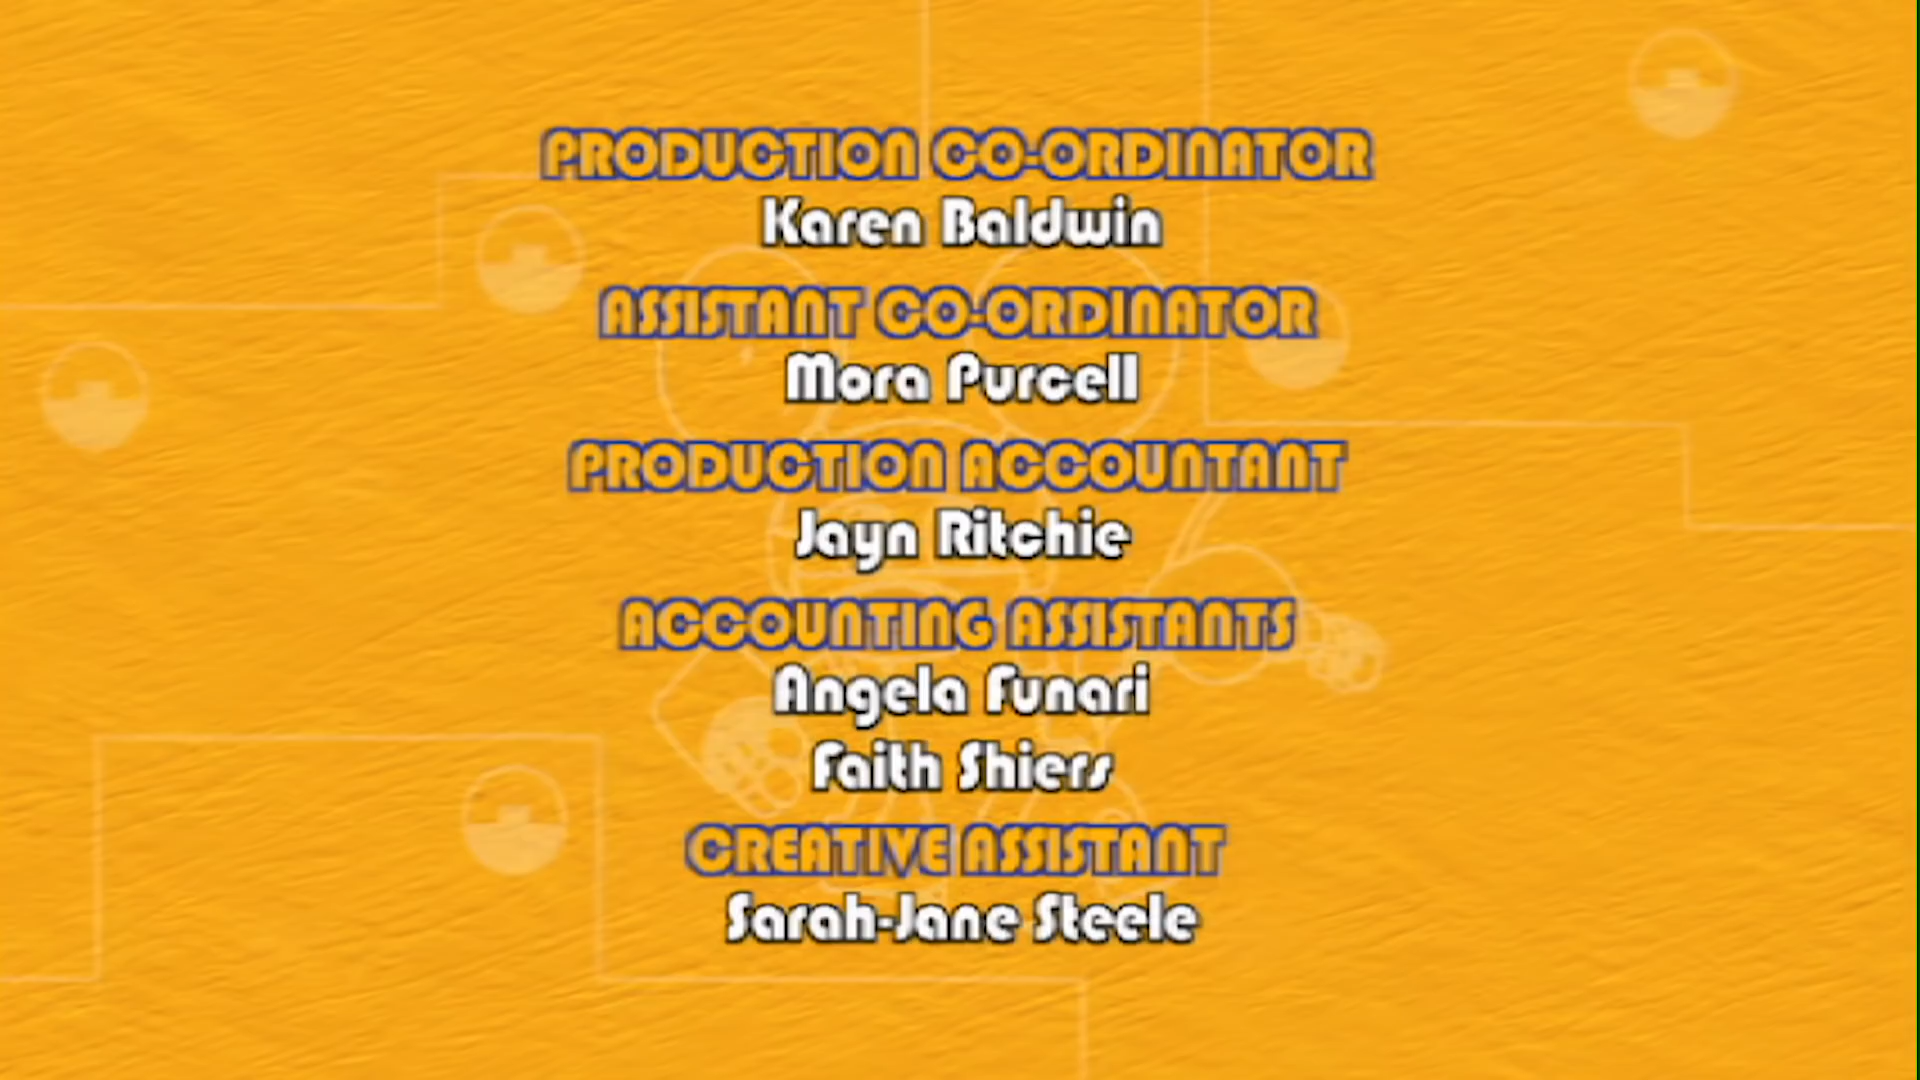 PRODUCTION CO-ORDINATOR
Karen Baldwin
ASSISTANT CO-ORDINATOR
Mora Purcell
PRODUCTION ACCOUNTANT
Jayn Ritchie
ACCOUNTING ASSISTANTS
Angela Funari
Faith Shiers
CREATIVE ASSISTANT
Sarah-Jane Steele